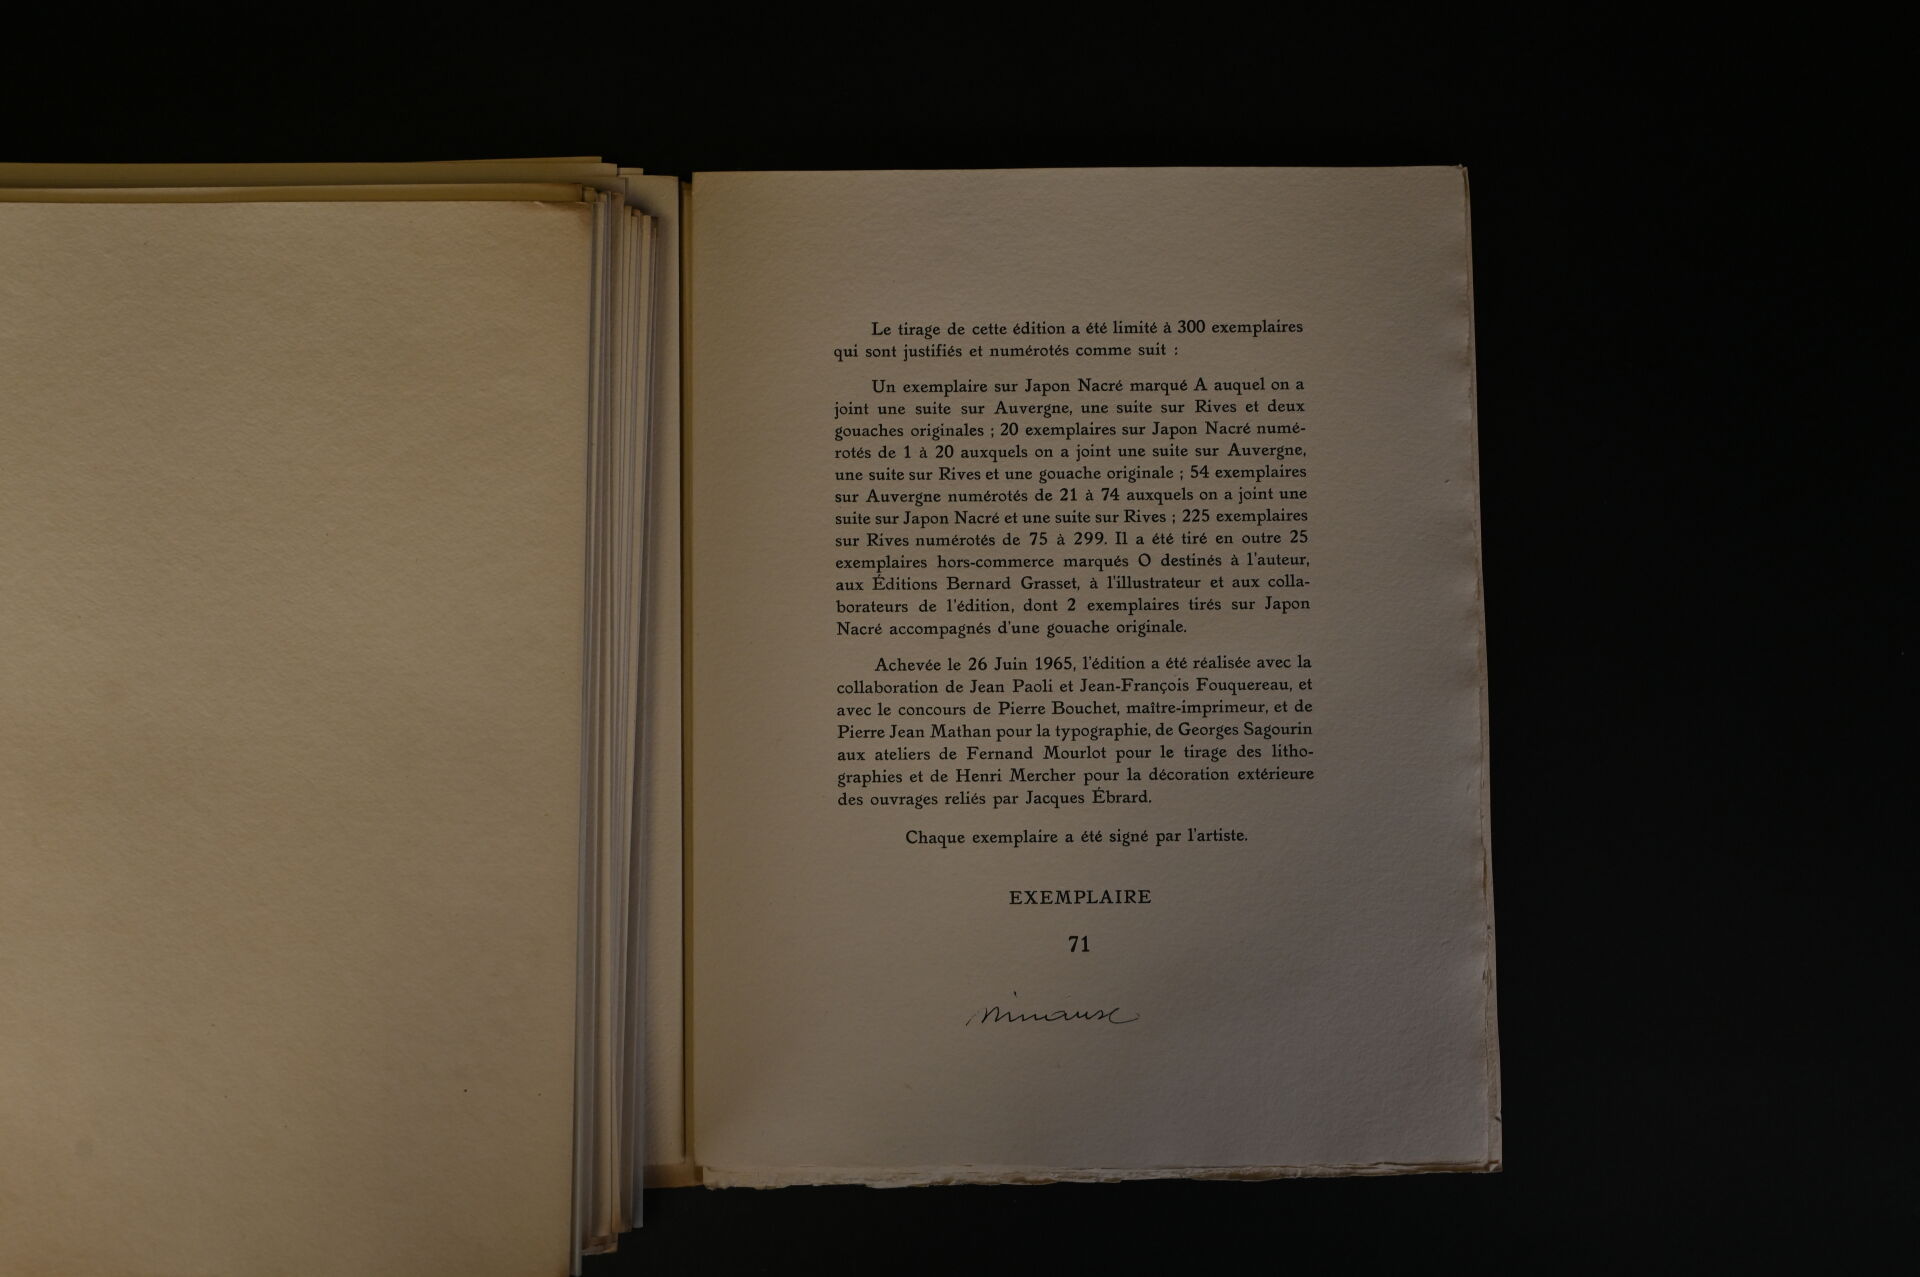 Le tirage de cette édition a été limité à 300 exemplaires
qui sont justifiés et numérotés comme suit :
Un exemplaire sur Japon Nacré marqué A auquel on a
joint une suite sur Auvergne, une suite sur Rives et deux
gouaches originales ; 20 exemplaires sur Japon Nacré numé-
rotés de 1 à 20 auxquels on a joint une suite sur Auvergne,
une suite sur Rives et une gouache originale ; 54 exemplaires
sur Auvergne numérotés de 21 à 74 auxquels on a joint une
suite sur Japon Nacré et une suite sur Rives ; 225 exemplaires
sur Rives numérotés de 75 à 299. Il a été tiré en outre 25
exemplaires hors-commerce marqués O destinés à l'auteur,
aux Éditions Bernard Grasset, à l'illustrateur et aux colla-
borateurs de l'édition, dont 2 exemplaires tirés sur Japon
Nacré accompagnés d'une gouache originale.
Achevée le 26 Juin 1965, l'édition a été réalisée avec la
collaboration de Jean Paoli et Jean-François Fouquereau, et
avec le concours de Pierre Bouchet, maître-imprimeur, et de
Pierre Jean Mathan pour la typographie, de Georges Sagourin
aux ateliers de Fernand Mourlot pour le tirage des litho-
graphies et de Henri Mercher pour la décoration extérieure
des ouvrages reliés par Jacques Ébrard.
Chaque exemplaire a été signé par l'artiste.
EXEMPLAIRE
71